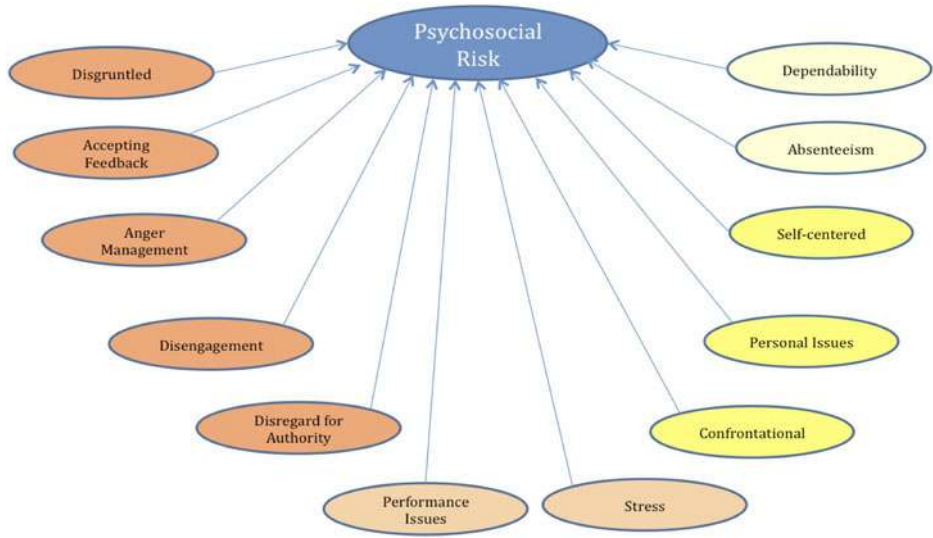 Psychosocial
Risk
Disgruntled
Dependability
Accepting
Feedback
Absenteeism
Anger
Management
Self-centered
Disengagement
Personal Issues
Disregard for
Authority
Confrontational
Performance
Issues
Stress